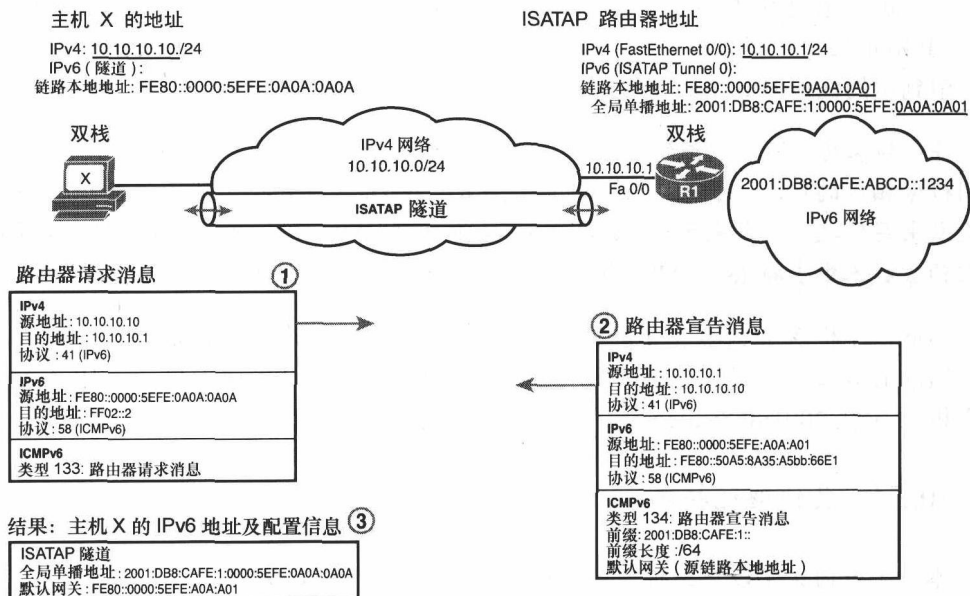 主机 X 的地址
IPv4: 10.10.10.10./24
IPv6 (隧道):
链路本地地址: FE80::0000:5EFE:0A0A:0A0A
ISATAP 路由器地址
IPv4 (FastEthernet 0/0): 10.10.10.1/24
IPv6 (ISATAP Tunnel 0):
链路本地地址: FE80::0000:5EFE:0A0A:0A01
全局单播地址: 2001:DB8:CAFE:1:0000:5EFE:0A0A:0A01
双栈
X
IPv4 网络
10.10.10.0/24
ISATAP 隧道
10.10.10.1
Fa 0/0
双栈
R1
2001:DB8:CAFE:ABCD::1234
IPv6 网络
路由器请求消息 ①
IPv4
源地址: 10.10.10.10
目的地址: 10.10.10.1
协议: 41 (IPv6)
IPv6
源地址: FE80::0000:5EFE:0A0A:0A0A
目的地址: FF02::2
协议: 58 (ICMPv6)
ICMPv6
类型 133: 路由器请求消息
② 路由器宣告消息
IPv4
源地址: 10.10.10.1
目的地址: 10.10.10.10
协议: 41 (IPv6)
IPv6
源地址: FE80::0000:5EFE:A0A:A01
目的地址: FE80::50A5:8A35:A5bb:66E1
协议: 58 (ICMPv6)
ICMPv6
类型 134: 路由器宣告消息
前缀: 2001:DB8:CAFE:1::
前缀长度: /64
默认网关 (源链路本地地址)
结果: 主机 X 的 IPv6 地址及配置信息 ③
ISATAP 隧道
全局单播地址: 2001:DB8:CAFE:1:0000:5EFE:0A0A:0A0A
默认网关: FE80::0000:5EFE:A0A:A01